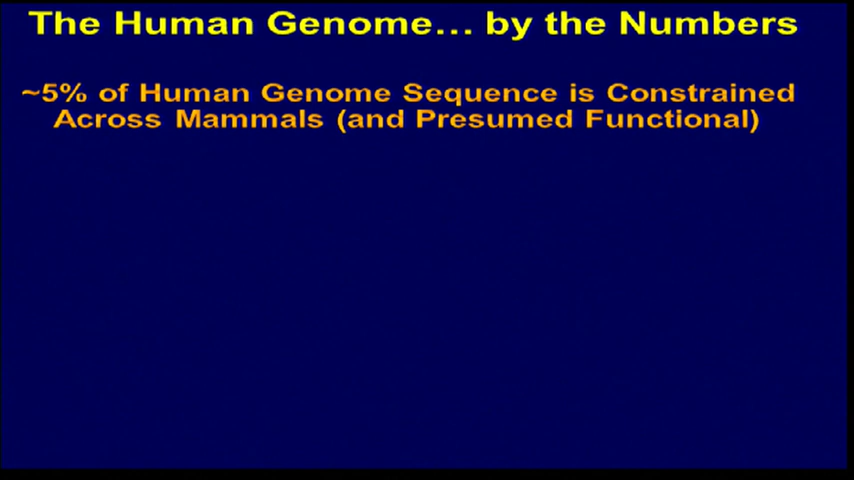 The Human Genome… by the Numbers
~5% of Human Genome Sequence is Constrained
Across Mammals (and Presumed Functional)